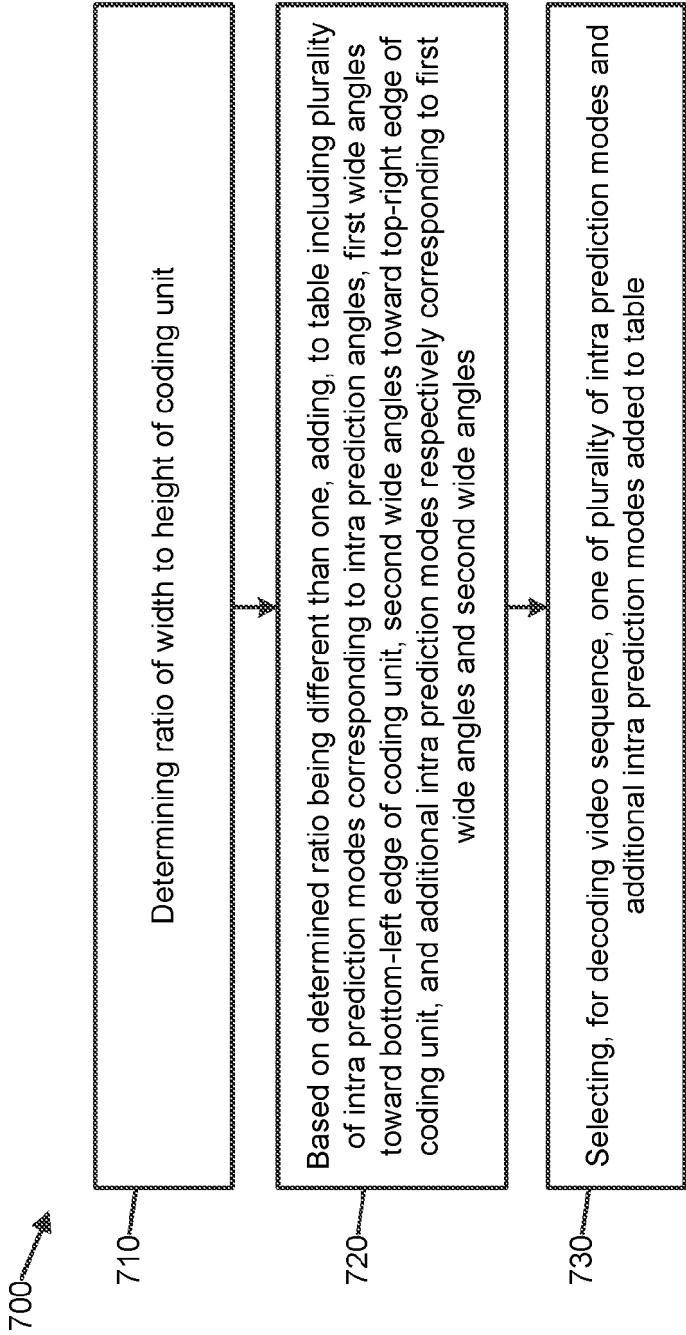 700
710
Determining ratio of width to height of coding unit
720
Based on determined ratio being different than one, adding, to table including plurality
of intra prediction modes corresponding to intra prediction angles, first wide angles
toward bottom-left edge of coding unit, second wide angles toward top-right edge of
coding unit, and additional intra prediction modes respectively corresponding to first
wide angles and second wide angles
730
Selecting, for decoding video sequence, one of plurality of intra prediction modes and
additional intra prediction modes added to table